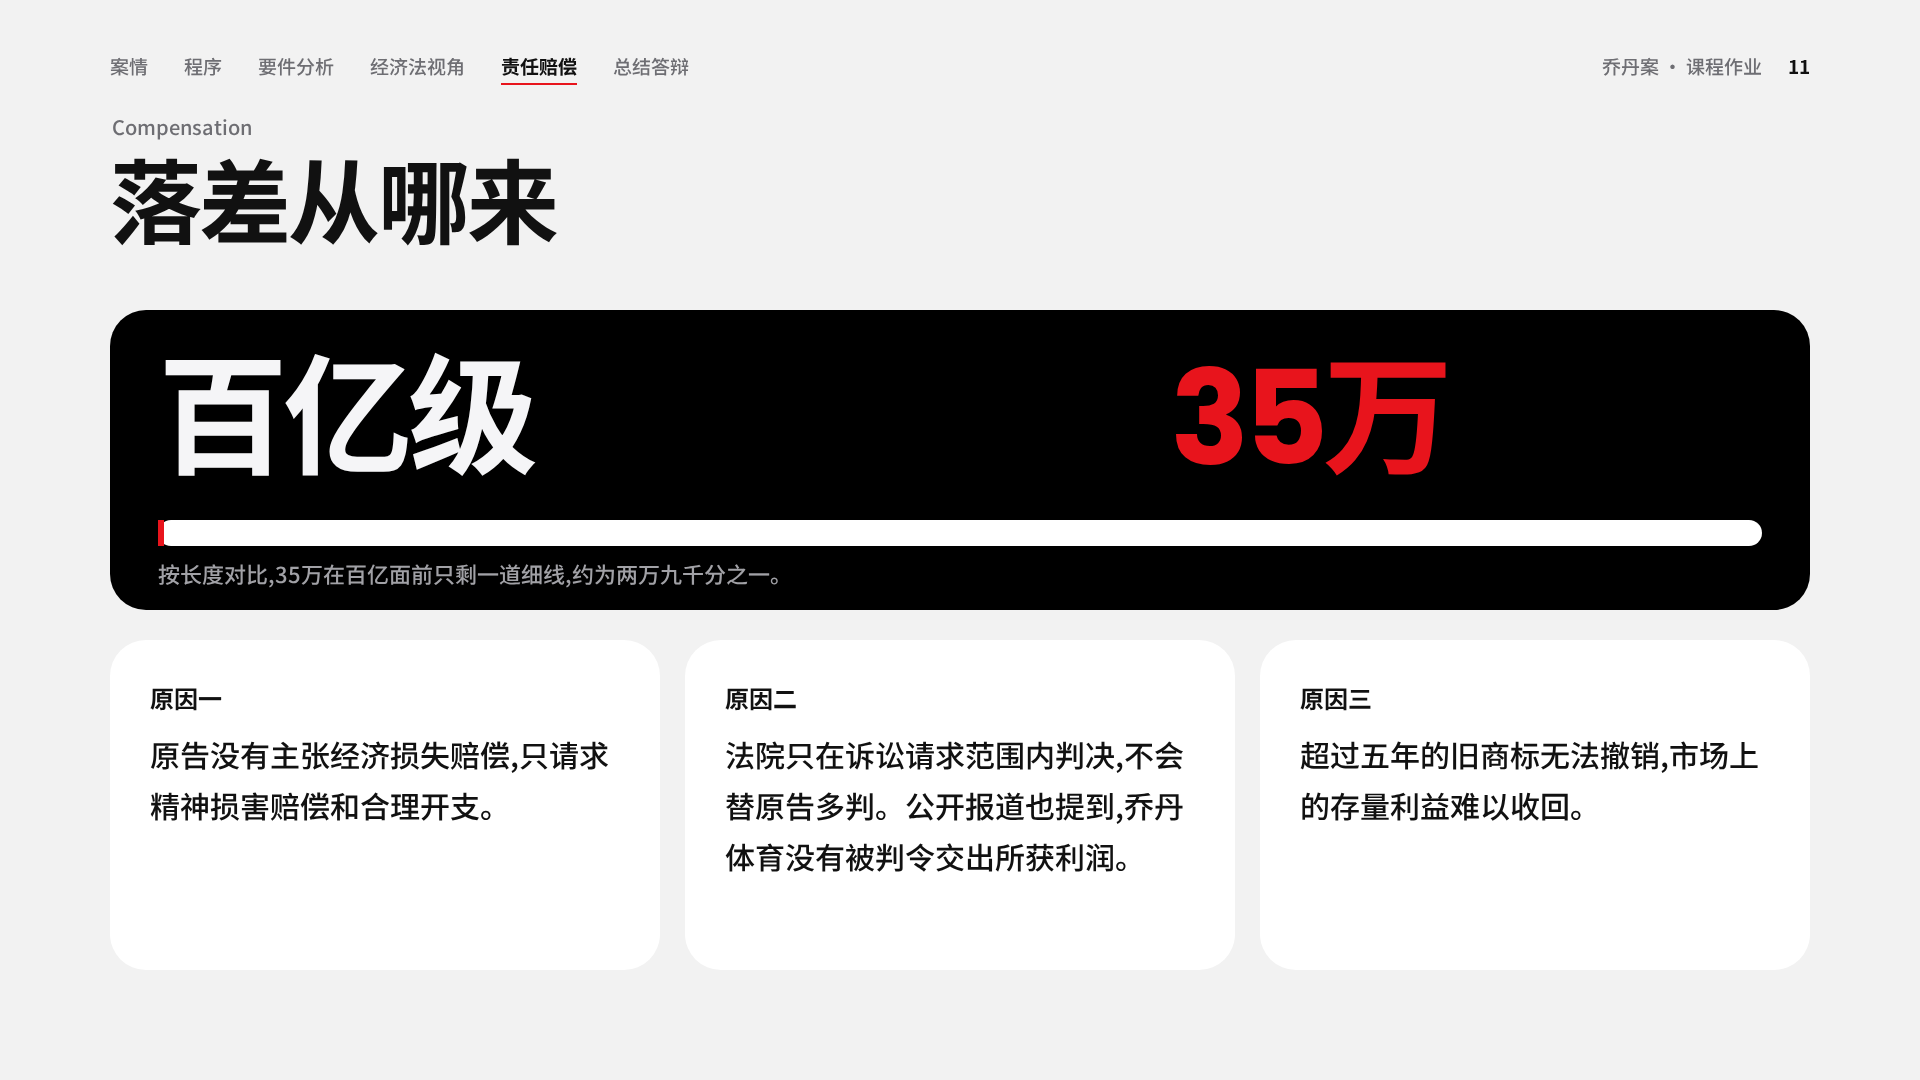 案情 程序 要件分析 经济法视角 责任赔偿 总结答辩 乔丹案 · 课程作业 11
Compensation
落差从哪来
百亿级 35万
按长度对比,35万在百亿面前只剩一道细线,约为两万九千分之一。
原因一
原告没有主张经济损失赔偿,只请求
精神损害赔偿和合理开支。
原因二
法院只在诉讼请求范围内判决,不会
替原告多判。公开报道也提到,乔丹
体育没有被判令交出所获利润。
原因三
超过五年的旧商标无法撤销,市场上
的存量利益难以收回。